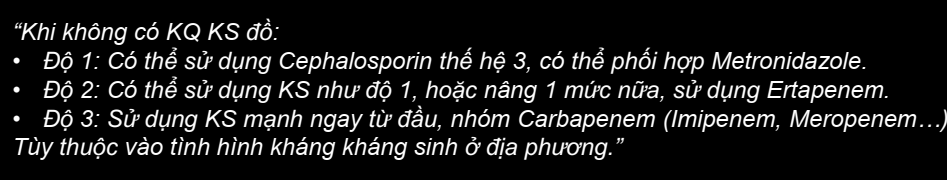 “Khi không có KQ KS đồ:
• Độ 1: Có thể sử dụng Cephalosporin thế hệ 3, có thể phối hợp Metronidazole.
• Độ 2: Có thể sử dụng KS như độ 1, hoặc nâng 1 mức nữa, sử dụng Ertapenem.
• Độ 3: Sử dụng KS mạnh ngay từ đầu, nhóm Carbapenem (Imipenem, Meropenem…)
Tùy thuộc vào tình hình kháng kháng sinh ở địa phương.”